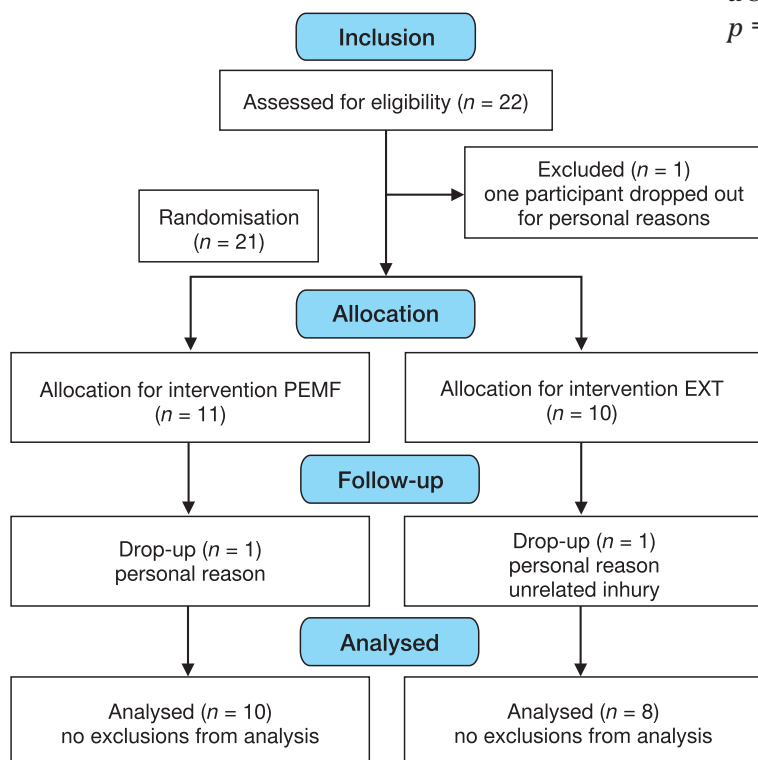 p =
Inclusion
Assessed for eligibility (n = 22)
Excluded (n = 1)
one participant dropped out
for personal reasons
Randomisation
(n = 21)
Allocation
Allocation for intervention PEMF
(n = 11)
Allocation for intervention EXT
(n = 10)
Follow-up
Drop-up (n = 1)
personal reason
Drop-up (n = 1)
personal reason
unrelated inhury
Analysed
Analysed (n = 10)
no exclusions from analysis
Analysed (n = 8)
no exclusions from analysis